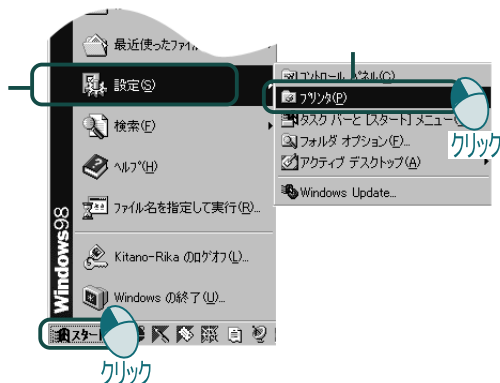 最近使ったファイ
設定(S)
検索(F)
ヘルプ(H)
ファイル名を指定して実行(R)...
Kitano-Rika のログオフ(L)...
Windows の終了(U)...
Windows98
スタート
クリック
コントロール パネル(C)
プリンタ(P)
タスク バーと [スタート] メニュー
フォルダ オプション(F)...
アクティブ デスクトップ(A)
Windows Update...
クリック